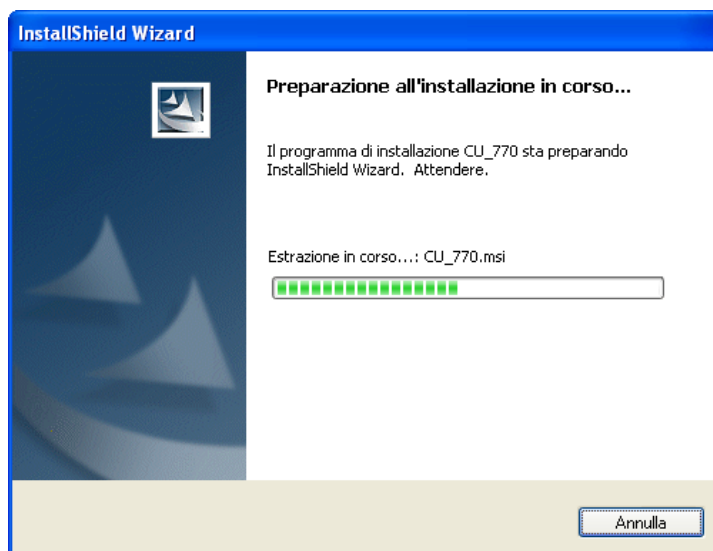 InstallShield Wizard
Preparazione all'installazione in corso...
Il programma di installazione CU_770 sta preparando
InstallShield Wizard.  Attendere.
Estrazione in corso...: CU_770.msi
Annulla